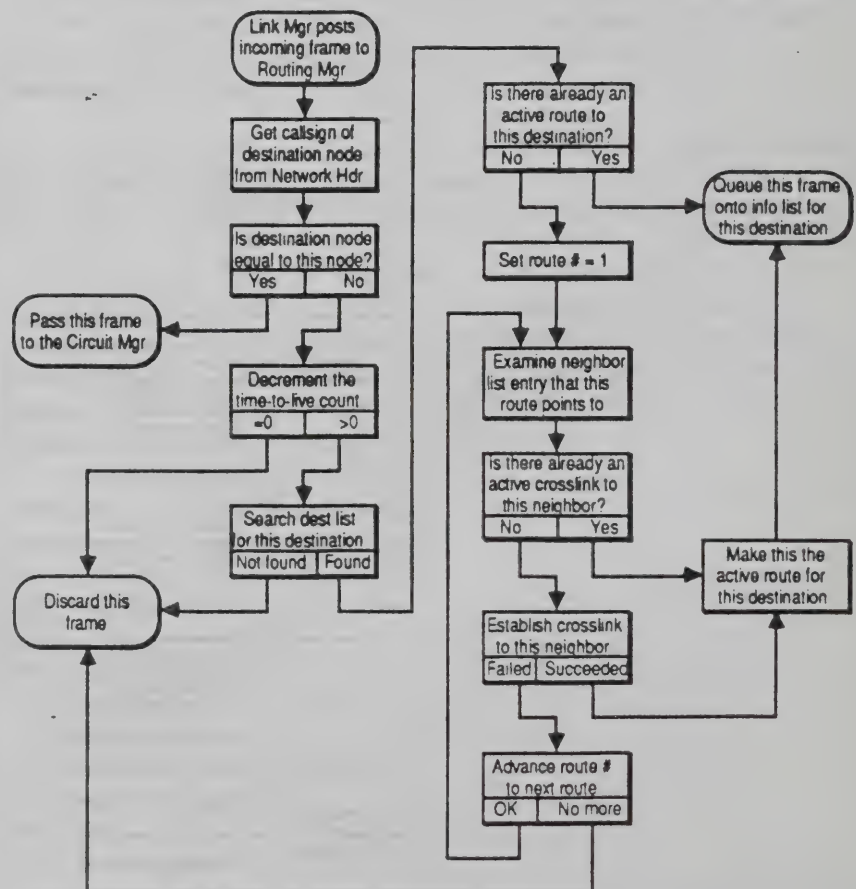 Link Mgr posts
incoming frame to
Routing Mgr
Get callsign of
destination node
from Network Hdr
Is destination node
equal to this node?
Yes
No
Pass this frame
to the Circuit Mgr
Decrement the
time-to-live count
=0
>0
Search dest list
for this destination
Not found
Found
Discard this
frame
Is there already an
active route to
this destination?
No
Yes
Queue this frame
onto info list for
this destination
Set route # = 1
Examine neighbor
list entry that this
route points to
Is there already an
active crosslink to
this neighbor?
No
Yes
Make this the
active route for
this destination
Establish crosslink
to this neighbor
Failed
Succeeded
Advance route #
to next route
OK
No more